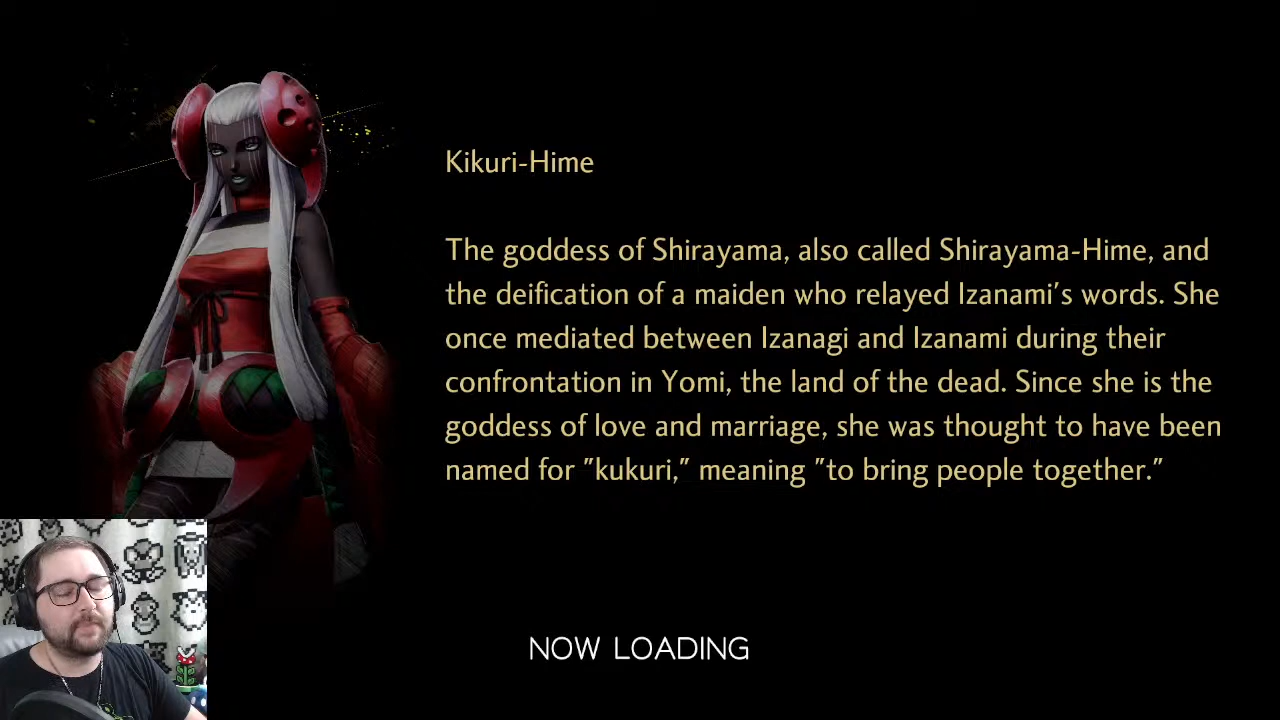 Kikuri-Hime
The goddess of Shirayama, also called Shirayama-Hime, and
the deification of a maiden who relayed Izanami's words. She
once mediated between Izanagi and Izanami during their
confrontation in Yomi, the land of the dead. Since she is the
goddess of love and marriage, she was thought to have been
named for "kukuri," meaning "to bring people together."
NOW LOADING